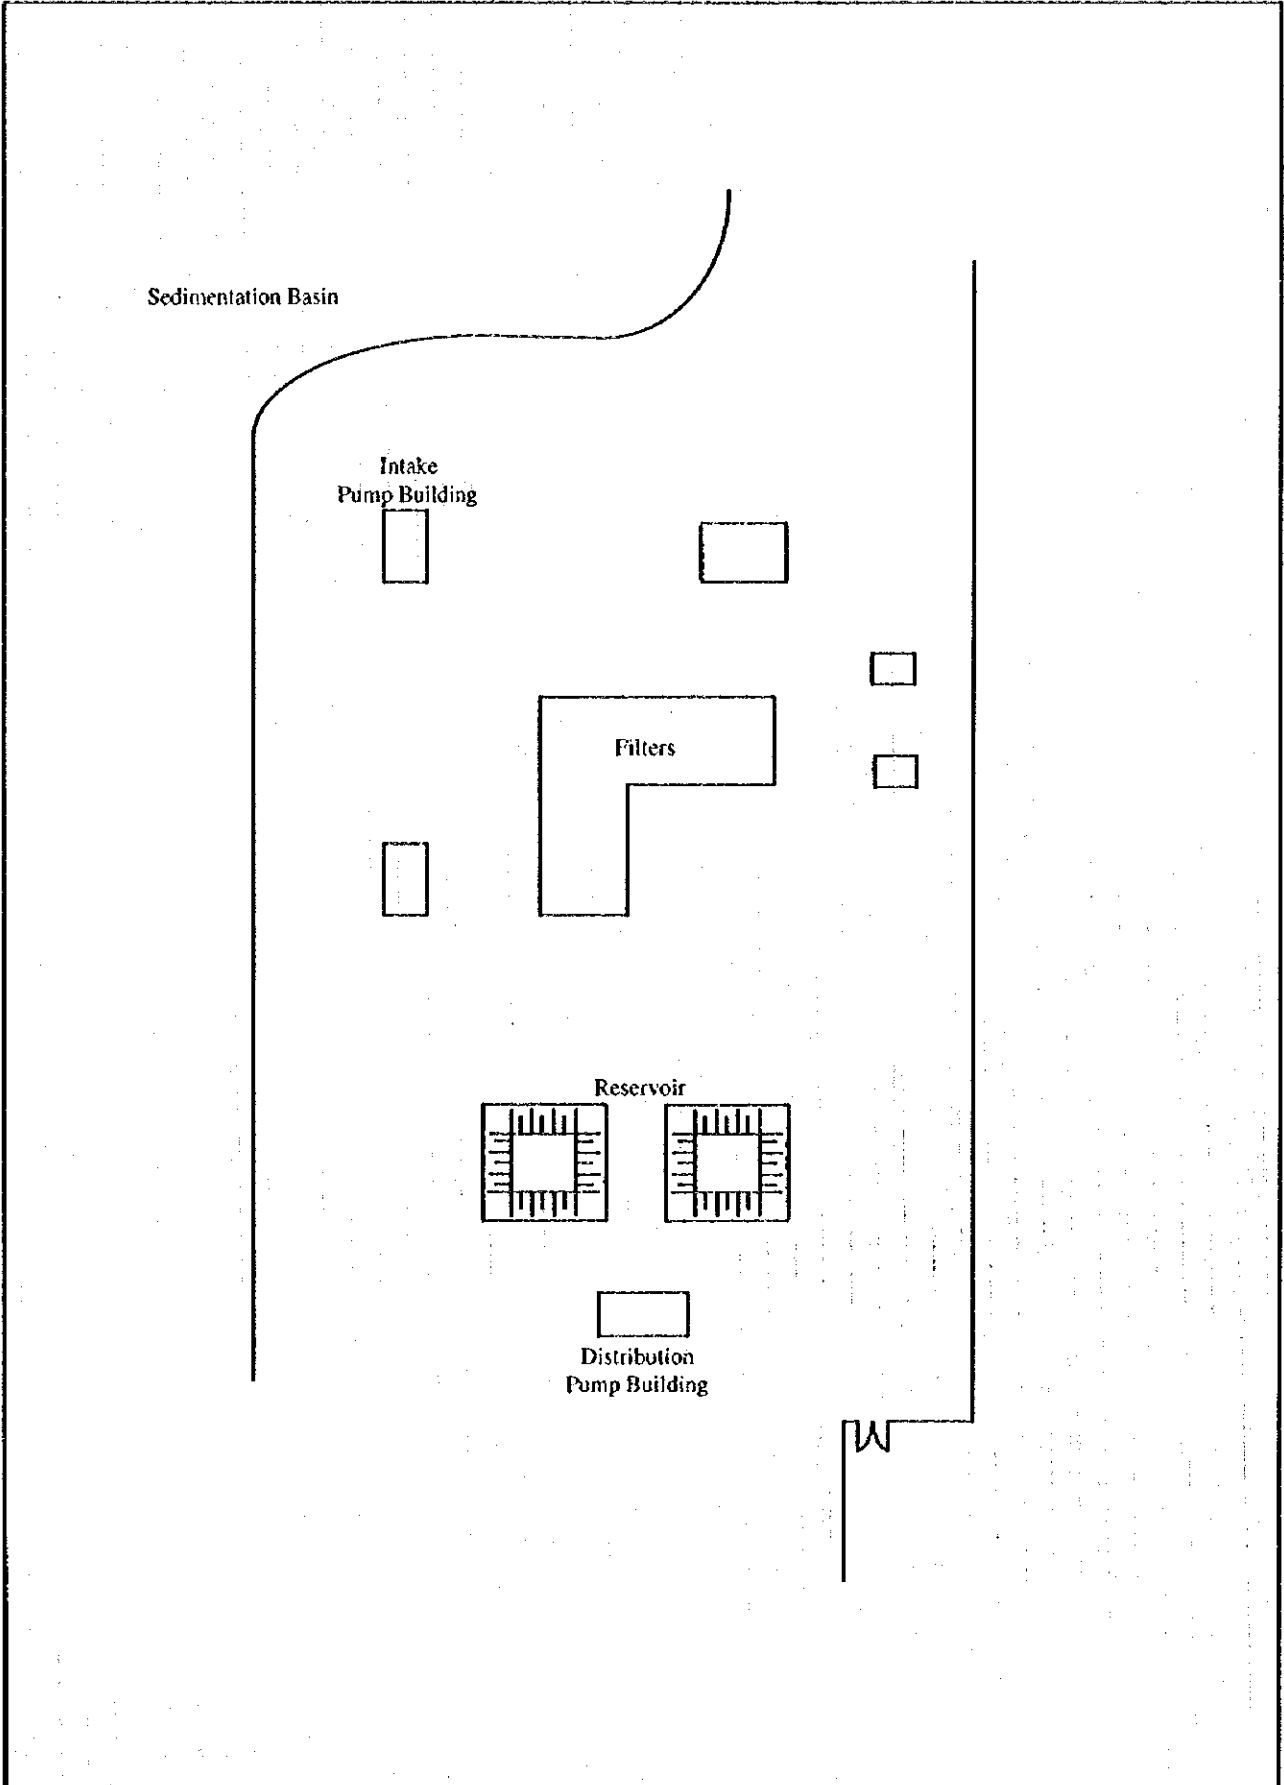 Sedimentation Basin
Intake
Pump Building
Filters
Reservoir
Distribution
Pump Building